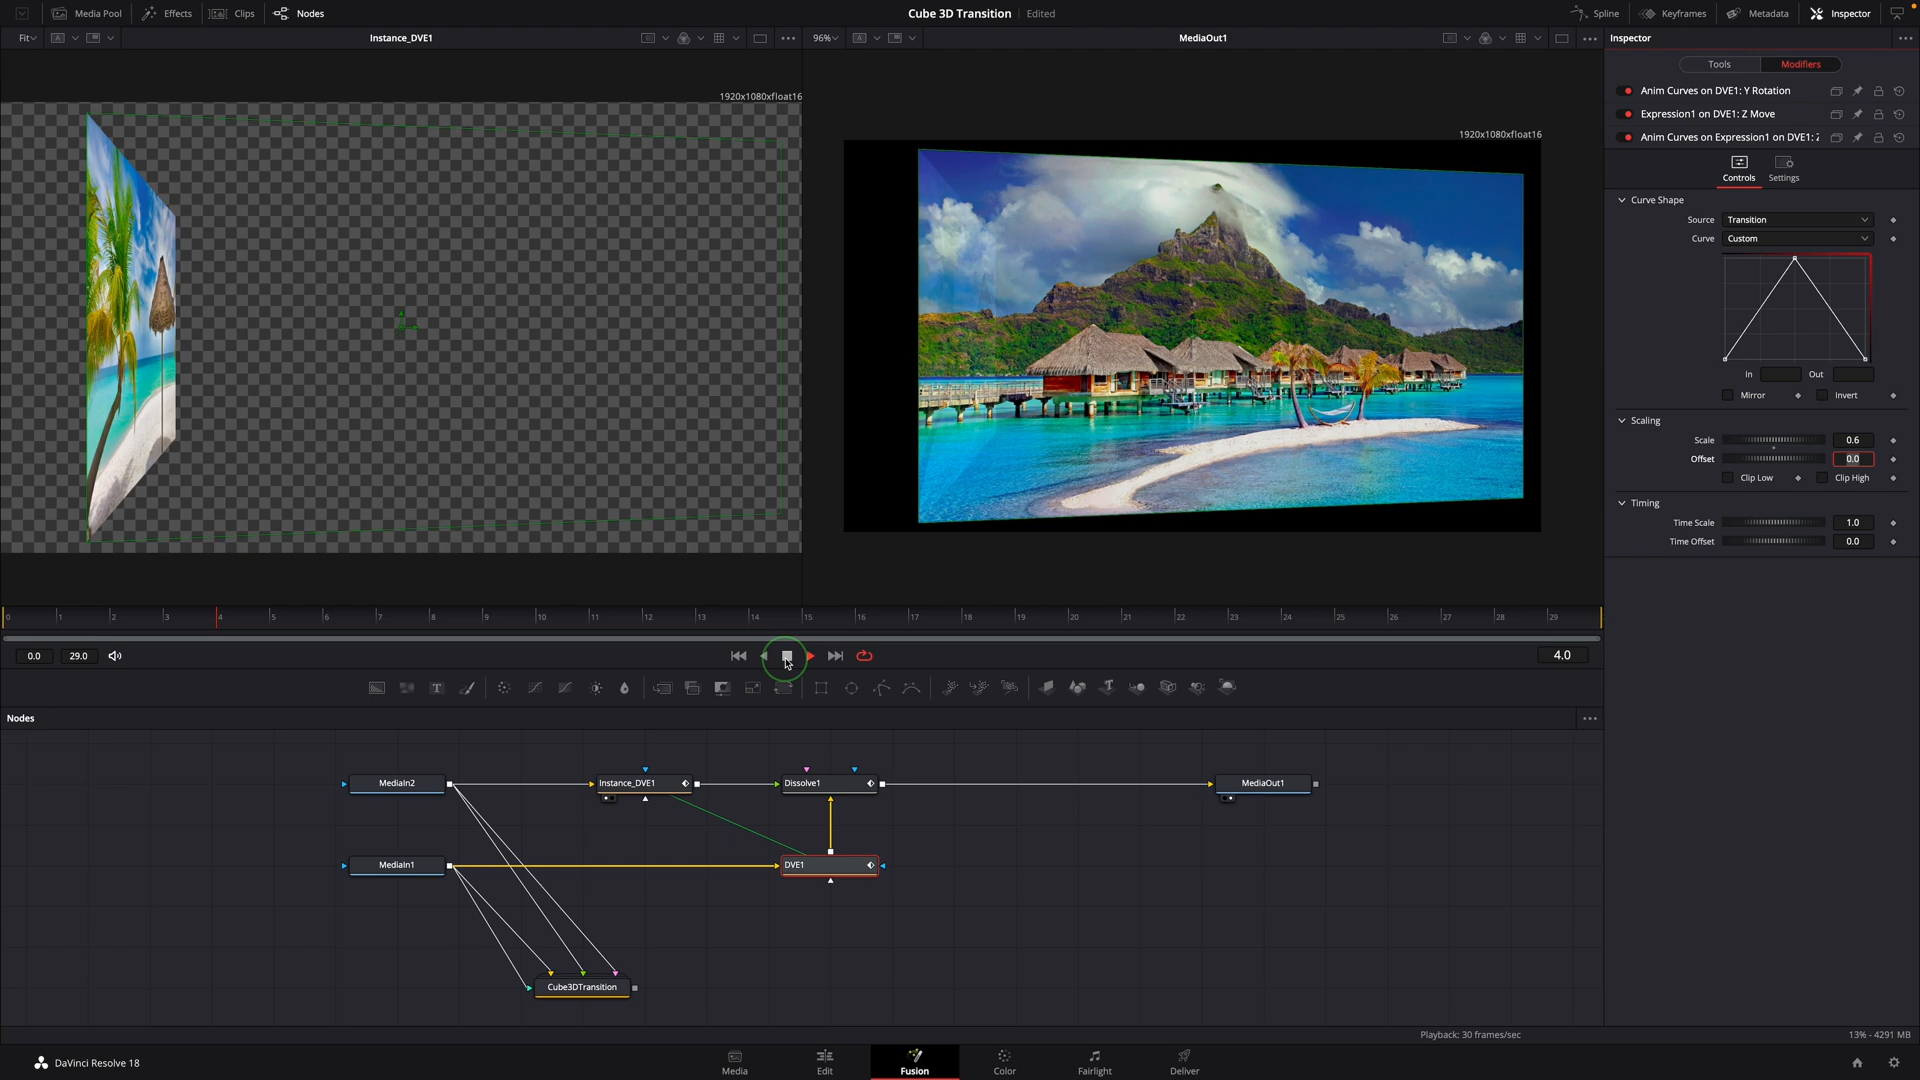 Media Pool
Effects
Clips
Nodes
Cube 3D Transition
Edited
Spline
Keyframes
Metadata
Inspector
Fit
Instance_DVE1
96%
MediaOut1
Inspector
Tools
Modifiers
1920x1080xfloat16
Anim Curves on DVE1: Y Rotation
Expression1 on DVE1: Z Move
1920x1080xfloat16
Anim Curves on Expression1 on DVE1: Z
Controls
Settings
Curve Shape
Source
Transition
Curve
Custom
In
Out
Mirror
Invert
Scaling
Scale
0.6
Offset
0.0
Clip Low
Clip High
Timing
Time Scale
1.0
Time Offset
0.0
0 1 2 3 4 5 6 7 8 9 10 11 12 13 14 15 16 17 18 19 20 21 22 23 24 25 26 27 28 29
0.0
29.0
4.0
Nodes
MediaIn2
Instance_DVE1
Dissolve1
MediaOut1
MediaIn1
DVE1
Cube3DTransition
Playback: 30 frames/sec
13% - 4291 MB
DaVinci Resolve 18
Media
Edit
Fusion
Color
Fairlight
Deliver